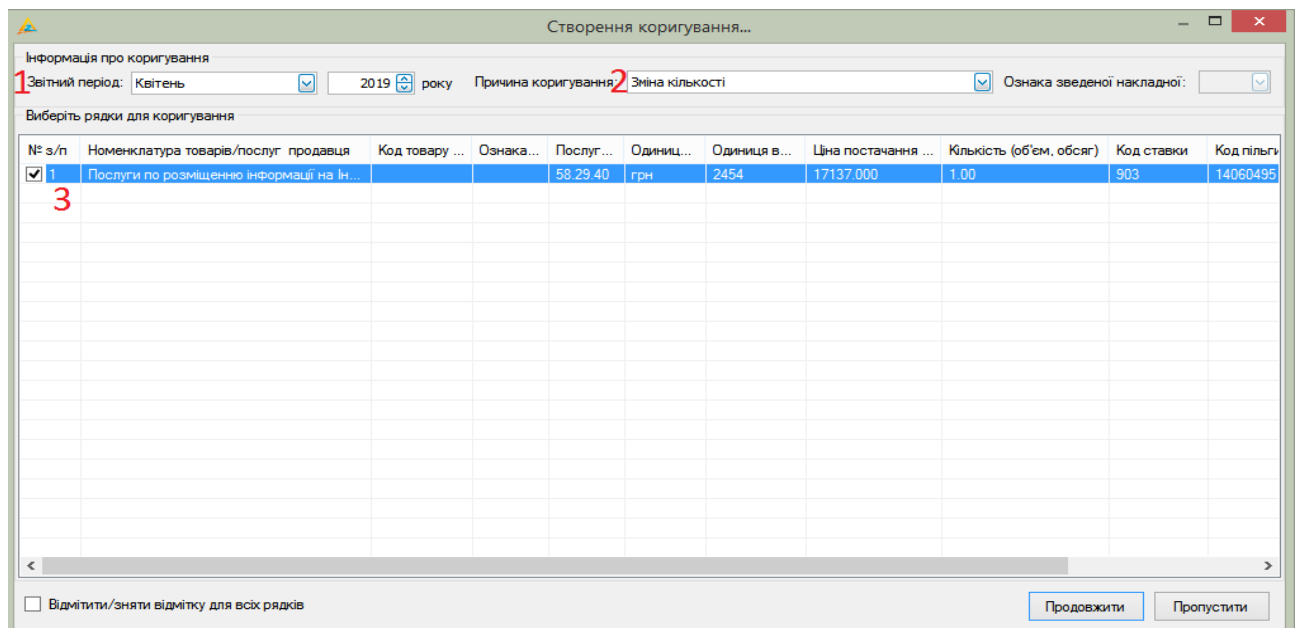 Створення коригування...
Інформація про коригування
1 Звітний період: Квітень 2019 року Причина коригування: 2 Зміна кількості Ознака зведеної накладної:
Виберіть рядки для коригування
№ з/п Номенклатура товарів/послуг продавця Код товару ... Ознака... Послуг... Одиниц... Одиниця в... Ціна постачання ... Кількість (об'єм, обсяг) Код ставки Код пільги
1 Послуги по розміщенню інформації на Ін... 58.29.40 грн 2454 17137.000 1.00 903 14060495
3
Відмітити/зняти відмітку для всіх рядків Продовжити Пропустити